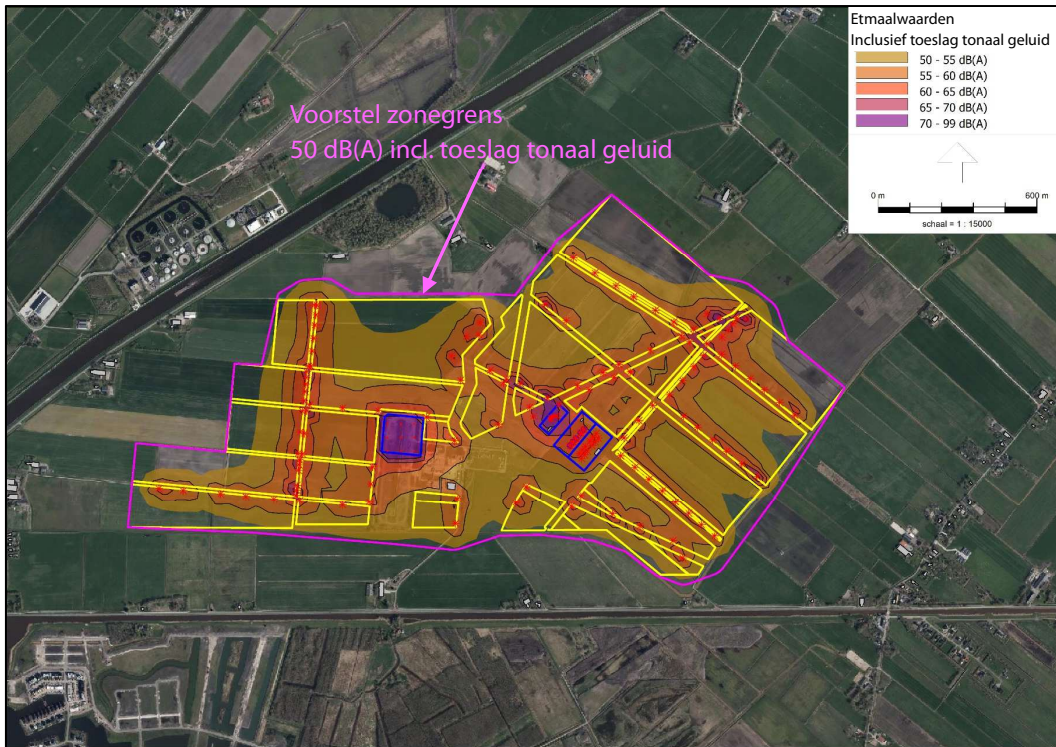 Etmaalwaarden
Inclusief toeslag tonaal geluid
50 - 55 dB(A)
55 - 60 dB(A)
60 - 65 dB(A)
65 - 70 dB(A)
70 - 99 dB(A)
0 m
600 m
schaal = 1 : 15000
Voorstel zonegrens
50 dB(A) incl. toeslag tonaal geluid